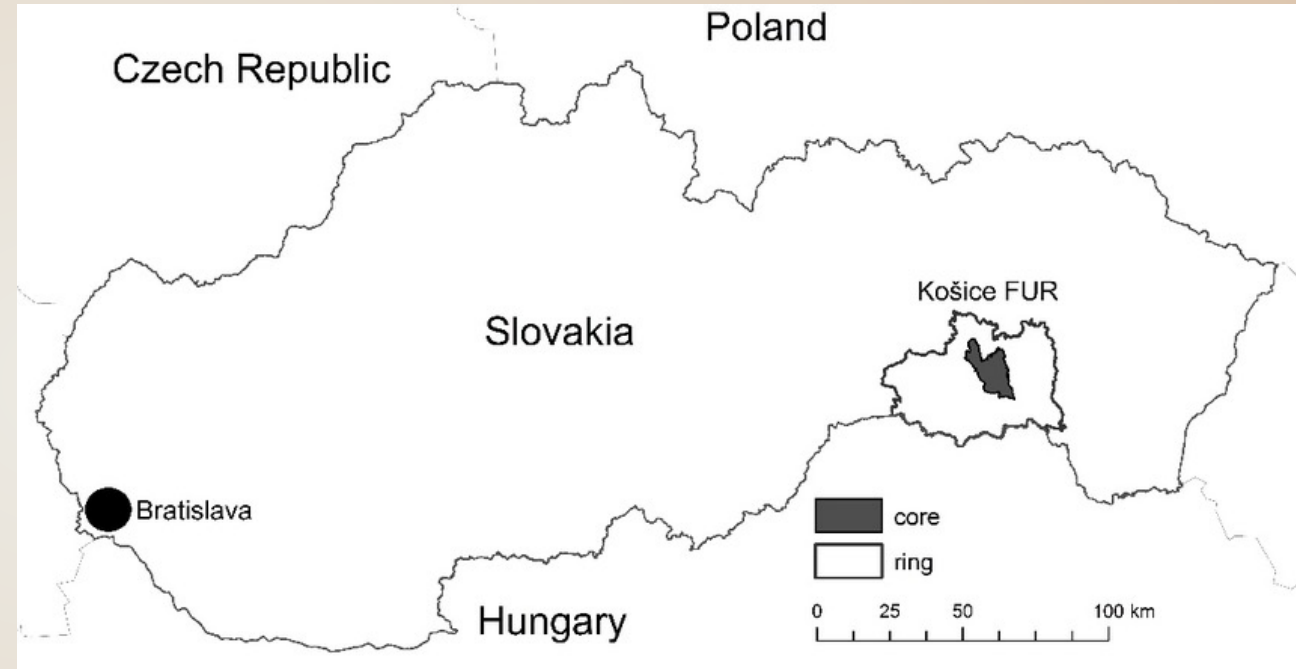 Poland
Czech Republic
Košice FUR
Slovakia
Bratislava
core
ring
0 25 50 100 km
Hungary